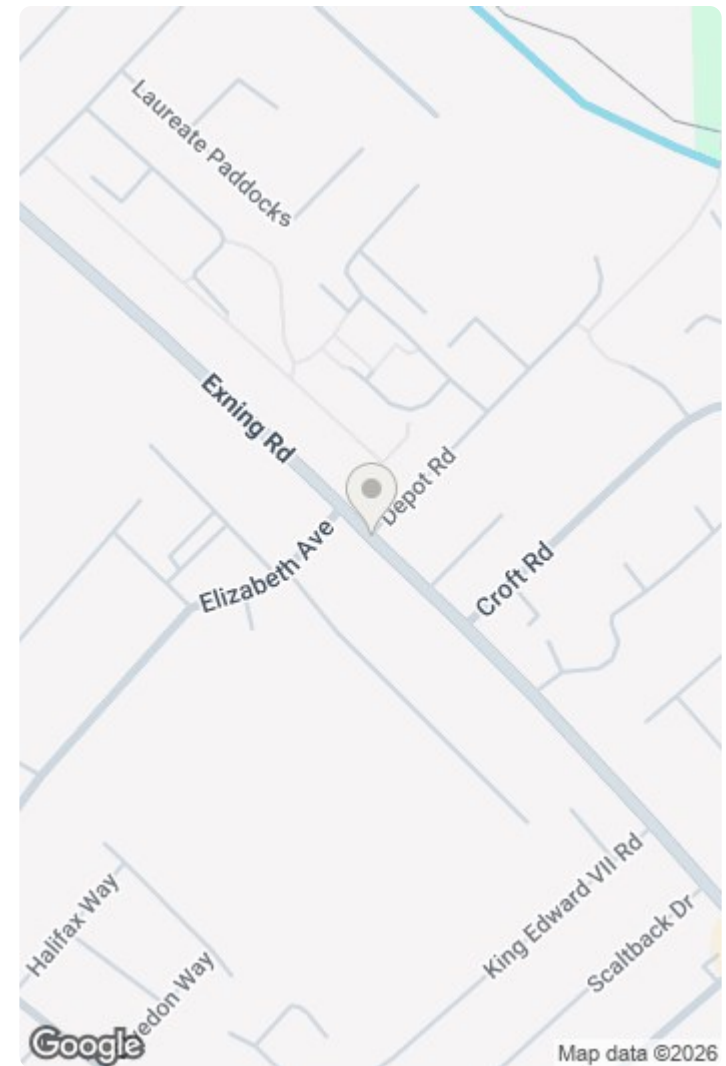 Laureate Paddocks
Exning Rd
Depot Rd
Elizabeth Ave
Croft Rd
King Edward VII Rd
Halifax Way
Scaltback Dr
Way
Google
Map data ©2026